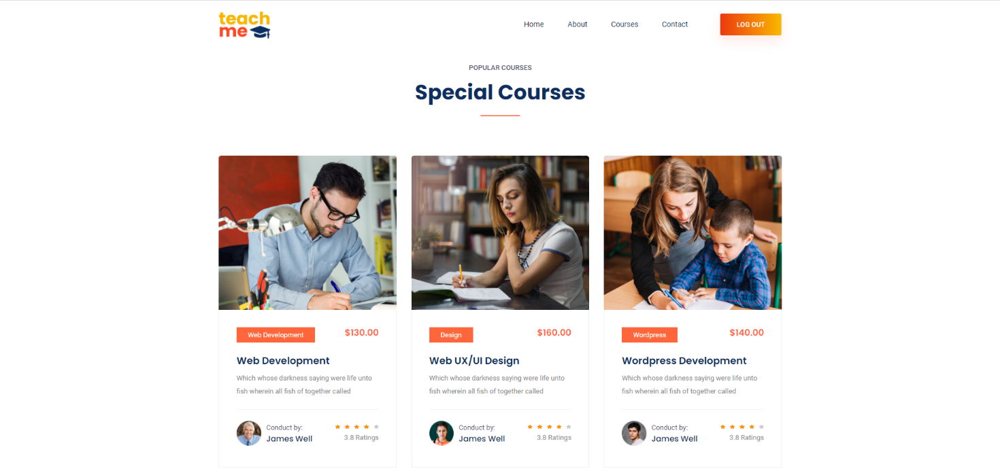 teach
me
Home About Courses Contact LOG OUT
POPULAR COURSES
Special Courses
Web Development $130.00
Web Development
Which whose darkness saying were life unto
fish wherein all fish of together called
Conduct by:
James Well
3.8 Ratings
Design $160.00
Web UX/UI Design
Which whose darkness saying were life unto
fish wherein all fish of together called
Conduct by:
James Well
3.8 Ratings
Wordpress $140.00
Wordpress Development
Which whose darkness saying were life unto
fish wherein all fish of together called
Conduct by:
James Well
3.8 Ratings